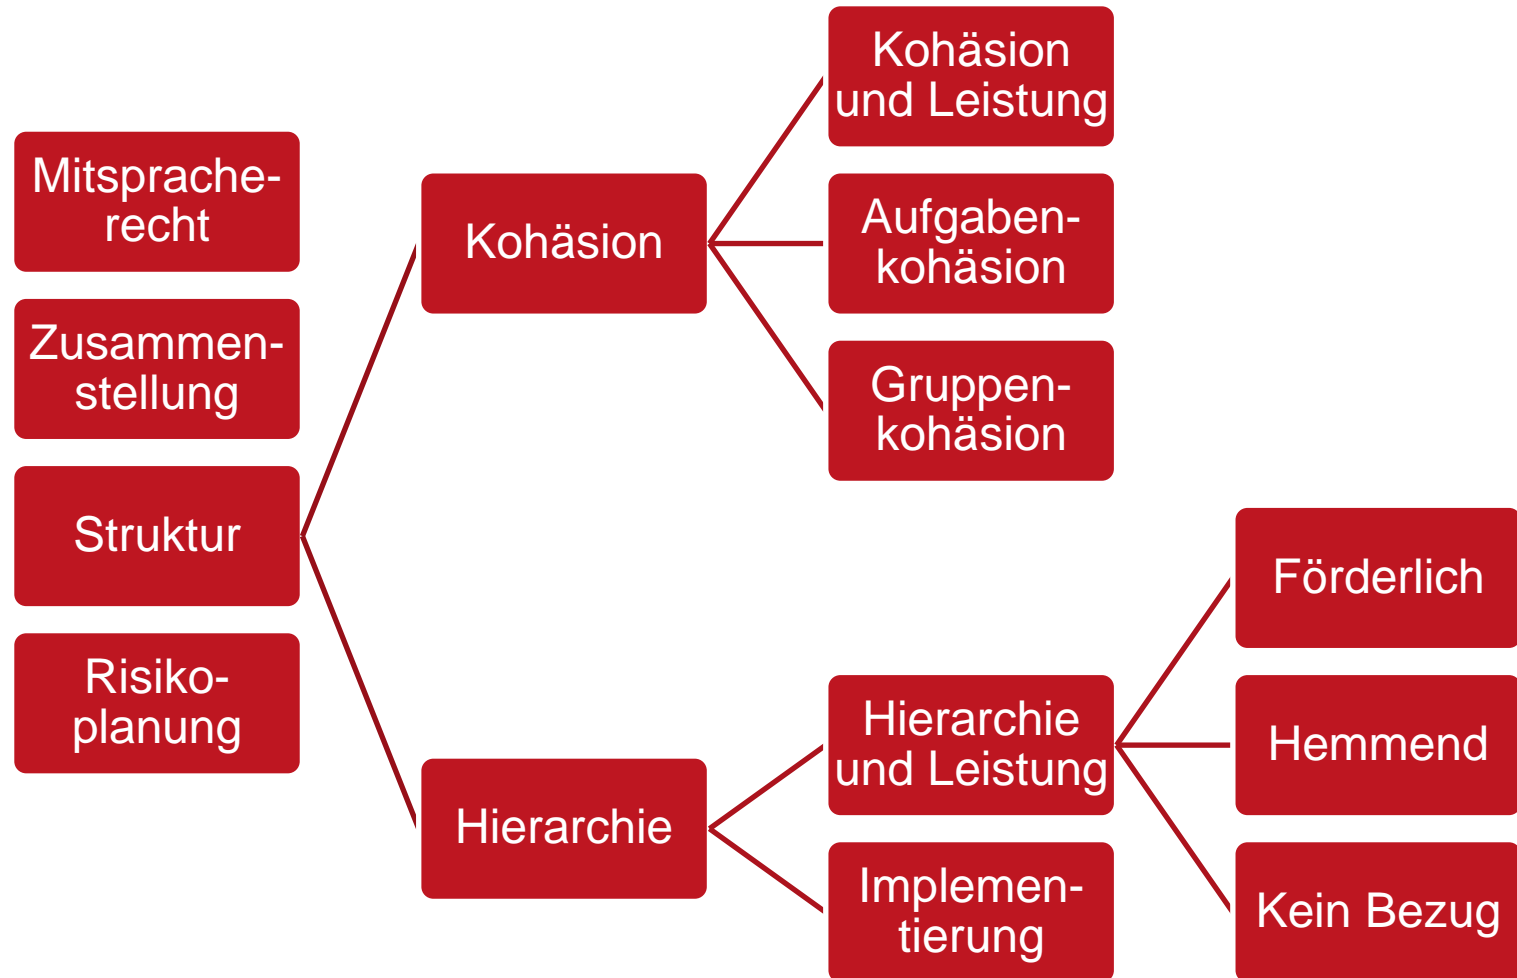 Mitsprache-
recht
Zusammen-
stellung
Struktur
Risiko-
planung
Kohäsion
Hierarchie
Kohäsion
und Leistung
Aufgaben-
kohäsion
Gruppen-
kohäsion
Hierarchie
und Leistung
Implemen-
tierung
Förderlich
Hemmend
Kein Bezug